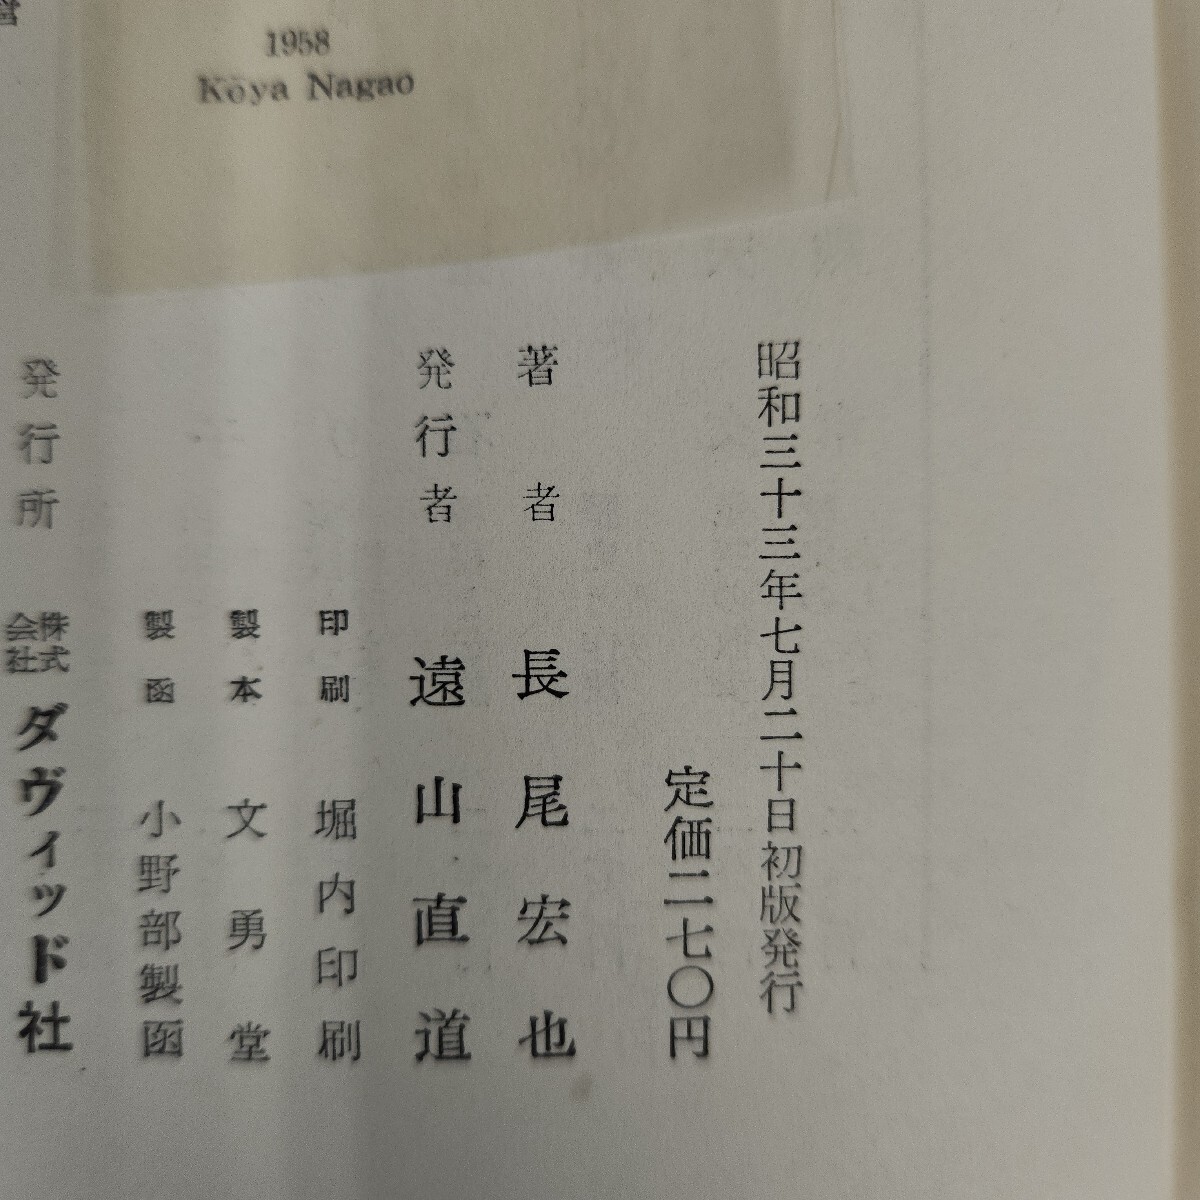 1958
Kōya Nagao
昭和三十三年七月二十日初版発行
定価二七〇円
著者 長尾宏也
発行者 遠山直道
印刷 堀内印刷
製本 文勇堂
製函 小野部製函
発行所 株式会社ダヴィッド社